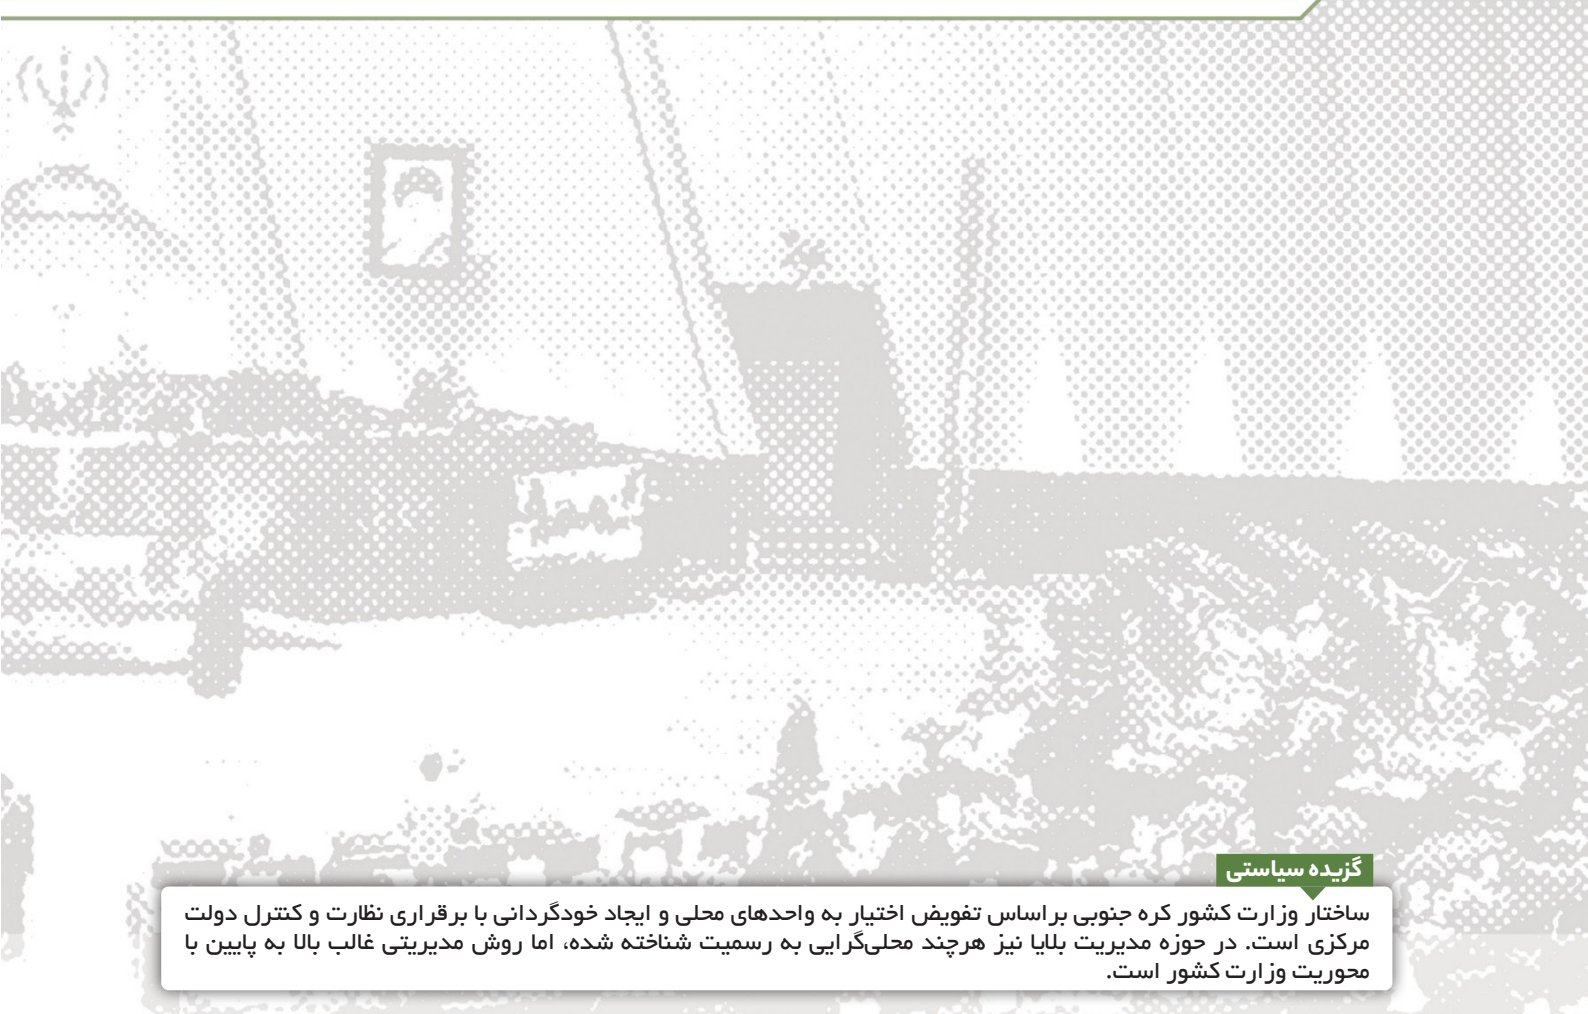 گزیده سیاستی
ساختار وزارت کشور کره جنوبی براساس تفویض اختیار به واحدهای محلی و ایجاد خودگردانی با برقراری نظارت و کنترل دولت
مرکزی است. در حوزه مدیریت بلایا نیز هرچند محلی‌گرایی به رسمیت شناخته شده، اما روش مدیریتی غالب بالا به پایین با
محوریت وزارت کشور است.